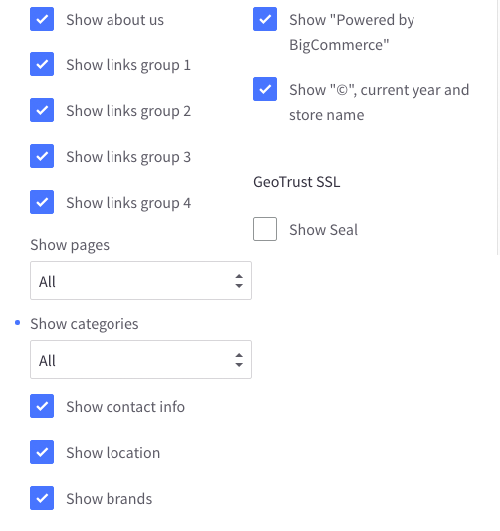 Show about us
Show links group 1
Show links group 2
Show links group 3
Show links group 4
Show pages
All
Show categories
All
Show contact info
Show location
Show brands
Show "Powered by
BigCommerce"
Show "©", current year and
store name
GeoTrust SSL
Show Seal